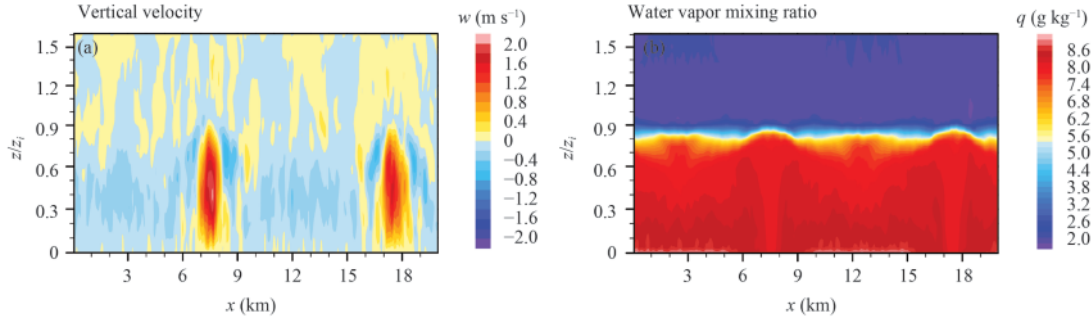 Vertical velocity
w (m s⁻¹)
(a)
z/zᵢ
1.5
1.2
0.9
0.6
0.3
0
3 6 9 12 15 18
x (km)
2.0
1.6
1.2
0.8
0.4
0
−0.4
−0.8
−1.2
−1.6
−2.0
Water vapor mixing ratio
q (g kg⁻¹)
(b)
z/zᵢ
1.5
1.2
0.9
0.6
0.3
0
3 6 9 12 15 18
x (km)
8.6
8.0
7.4
6.8
6.2
5.6
5.0
4.4
3.8
3.2
2.6
2.0